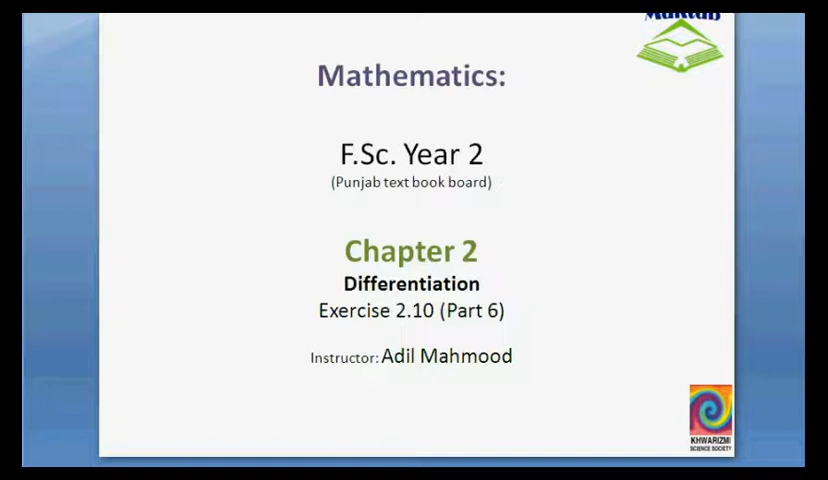 Maktab
Mathematics:
F.Sc. Year 2
(Punjab text book board)
Chapter 2
Differentiation
Exercise 2.10 (Part 6)
Instructor: Adil Mahmood
KHWARIZMI
SCIENCE SOCIETY